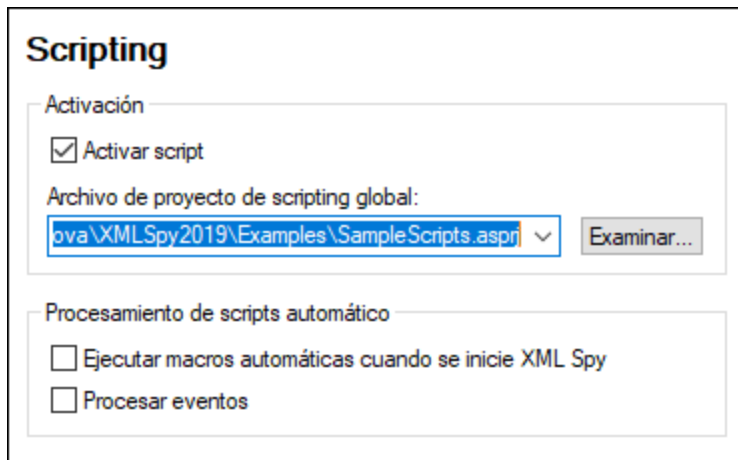 Scripting
Activación
Activar script
Archivo de proyecto de scripting global:
ova\XMLSpy2019\Examples\SampleScripts.asprj
Examinar...
Procesamiento de scripts automático
Ejecutar macros automáticas cuando se inicie XML Spy
Procesar eventos